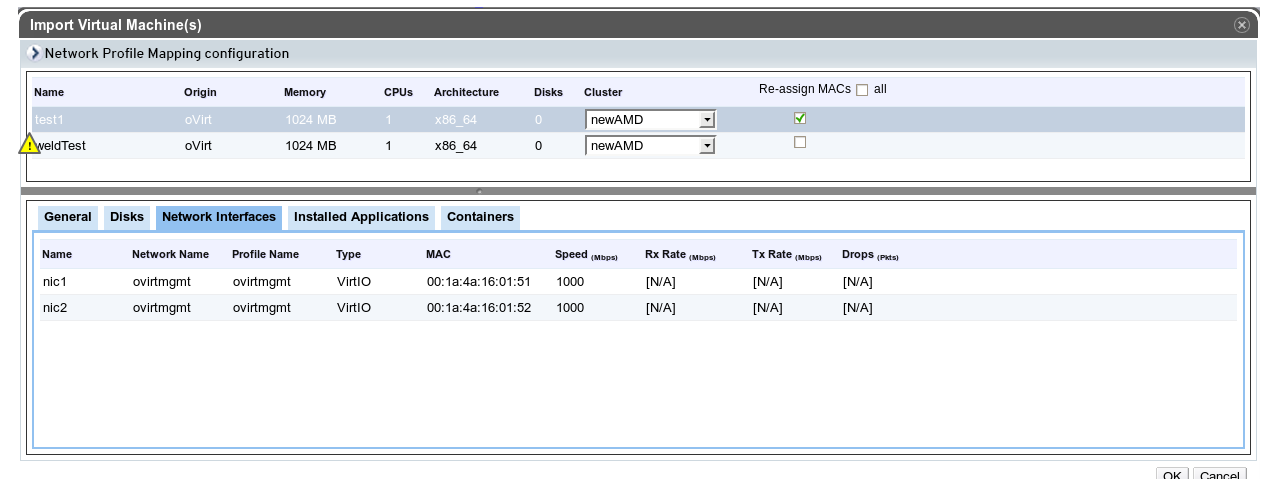 Import Virtual Machine(s)
Network Profile Mapping configuration
Name Origin Memory CPUs Architecture Disks Cluster Re-assign MACs all
test1 oVirt 1024 MB 1 x86_64 0 newAMD
weldTest oVirt 1024 MB 1 x86_64 0 newAMD
General Disks Network Interfaces Installed Applications Containers
Name Network Name Profile Name Type MAC Speed (Mbps) Rx Rate (Mbps) Tx Rate (Mbps) Drops (Pkts)
nic1 ovirtmgmt ovirtmgmt VirtIO 00:1a:4a:16:01:51 1000 [N/A] [N/A] [N/A]
nic2 ovirtmgmt ovirtmgmt VirtIO 00:1a:4a:16:01:52 1000 [N/A] [N/A] [N/A]
OK Cancel